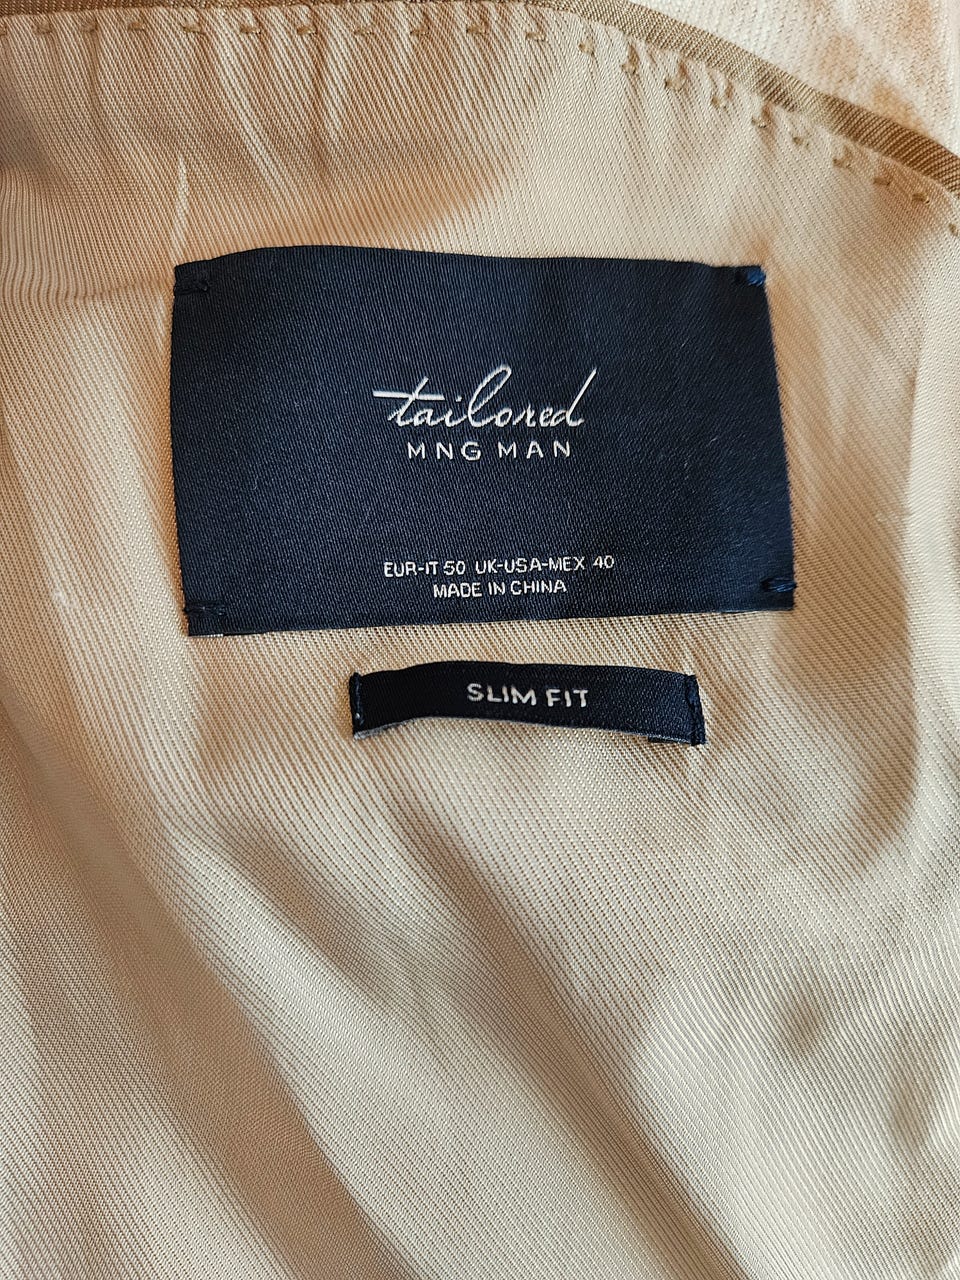 tailored
MNG MAN
EUR-IT 50 UK-USA-MEX 40
MADE IN CHINA
SLIM FIT